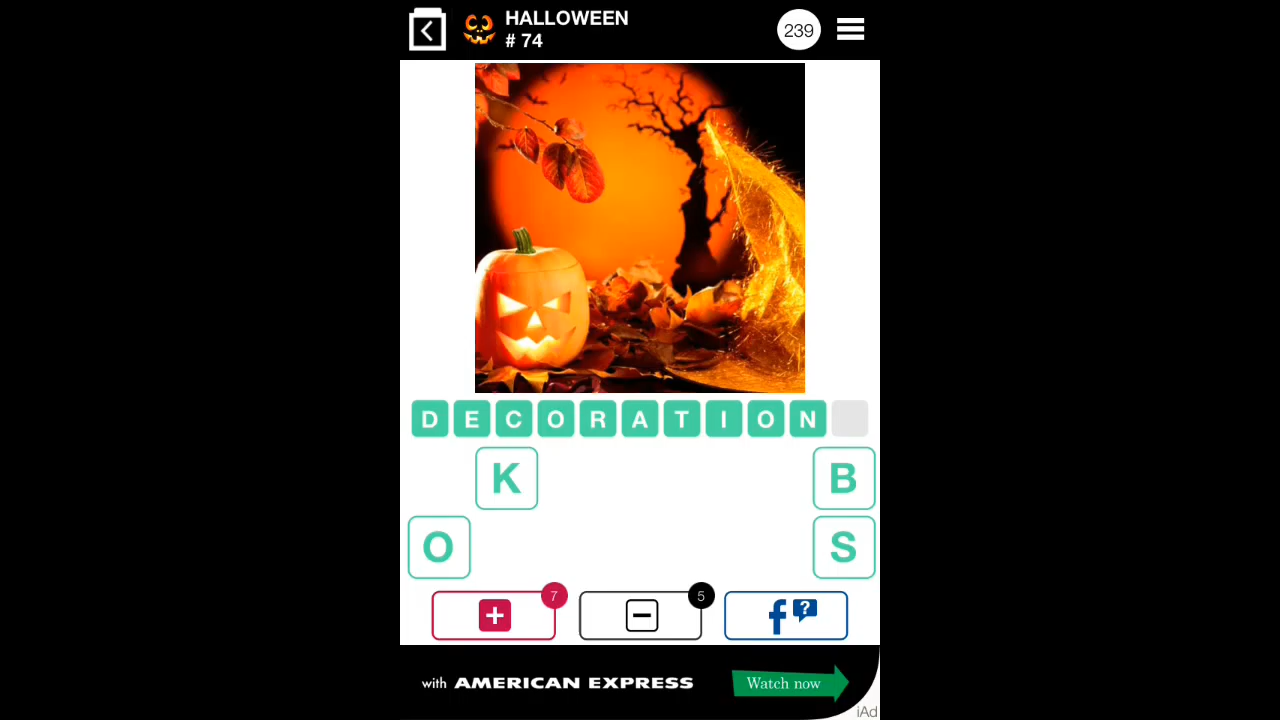 HALLOWEEN
# 74
239
DECORATION
K B
O S
7 5
+ − f ?
with AMERICAN EXPRESS Watch now
iAd